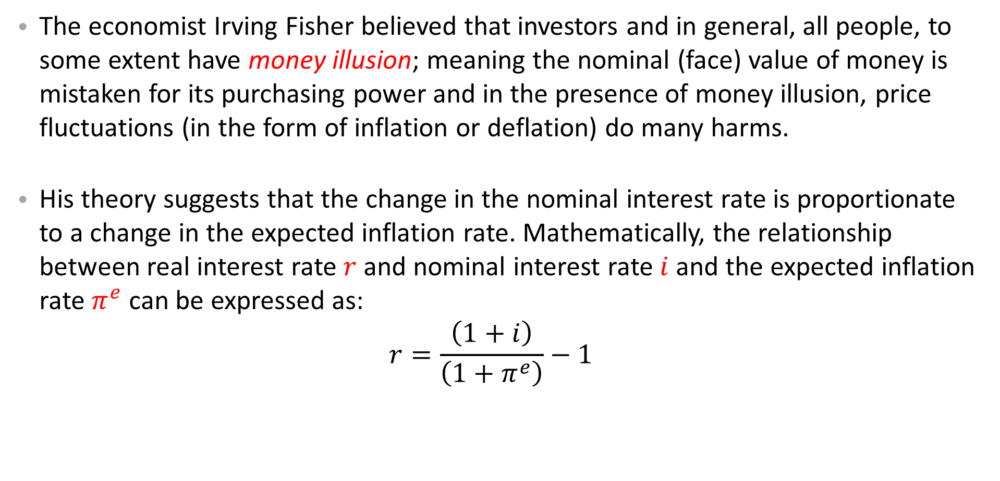 • The economist Irving Fisher believed that investors and in general, all people, to
some extent have money illusion; meaning the nominal (face) value of money is
mistaken for its purchasing power and in the presence of money illusion, price
fluctuations (in the form of inflation or deflation) do many harms.
• His theory suggests that the change in the nominal interest rate is proportionate
to a change in the expected inflation rate. Mathematically, the relationship
between real interest rate r and nominal interest rate i and the expected inflation
rate πᵉ can be expressed as:
r = (1 + i) / (1 + πᵉ) − 1